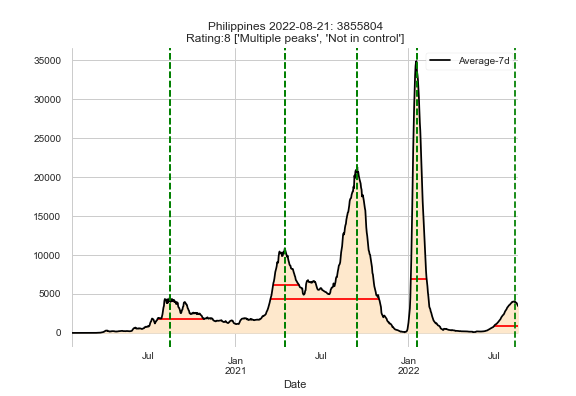 Philippines 2022-08-21: 3855804
Rating:8 ['Multiple peaks', 'Not in control']
Average-7d
35000
30000
25000
20000
15000
10000
5000
0
Jul
Jan
2021
Jul
Jan
2022
Jul
Date